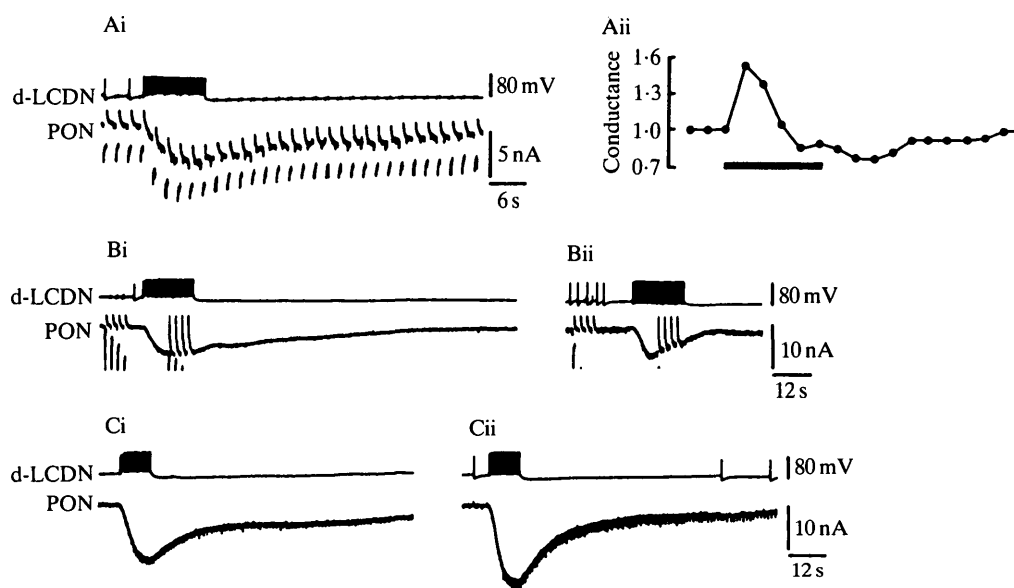 Ai
d-LCDN
80 mV
PON
5 nA
6 s
Aii
Conductance
1·6
1·3
1·0
0·7
Bi
d-LCDN
PON
Bii
80 mV
10 nA
12 s
Ci
d-LCDN
PON
Cii
80 mV
10 nA
12 s